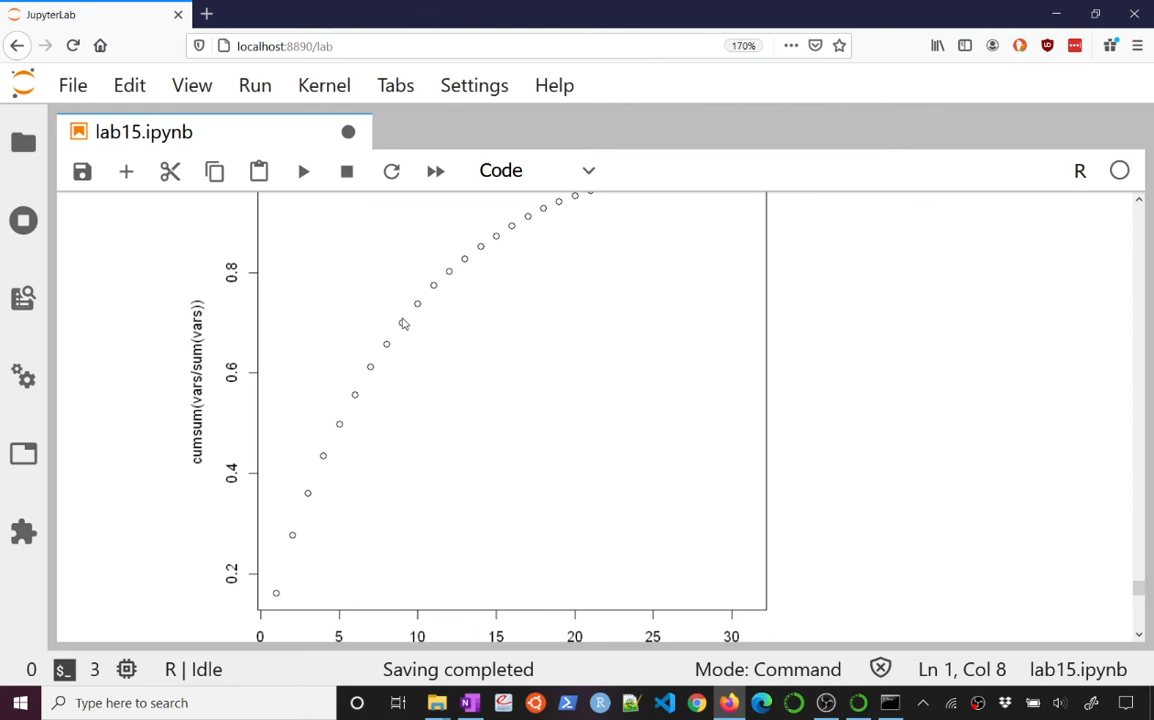 JupyterLab
localhost:8890/lab
170%
File Edit View Run Kernel Tabs Settings Help
lab15.ipynb
Code
R
cumsum(vars/sum(vars))
0.8
0.6
0.4
0.2
0 5 10 15 20 25 30
0 $_ 3 R | Idle Saving completed Mode: Command Ln 1, Col 8 lab15.ipynb
Type here to search